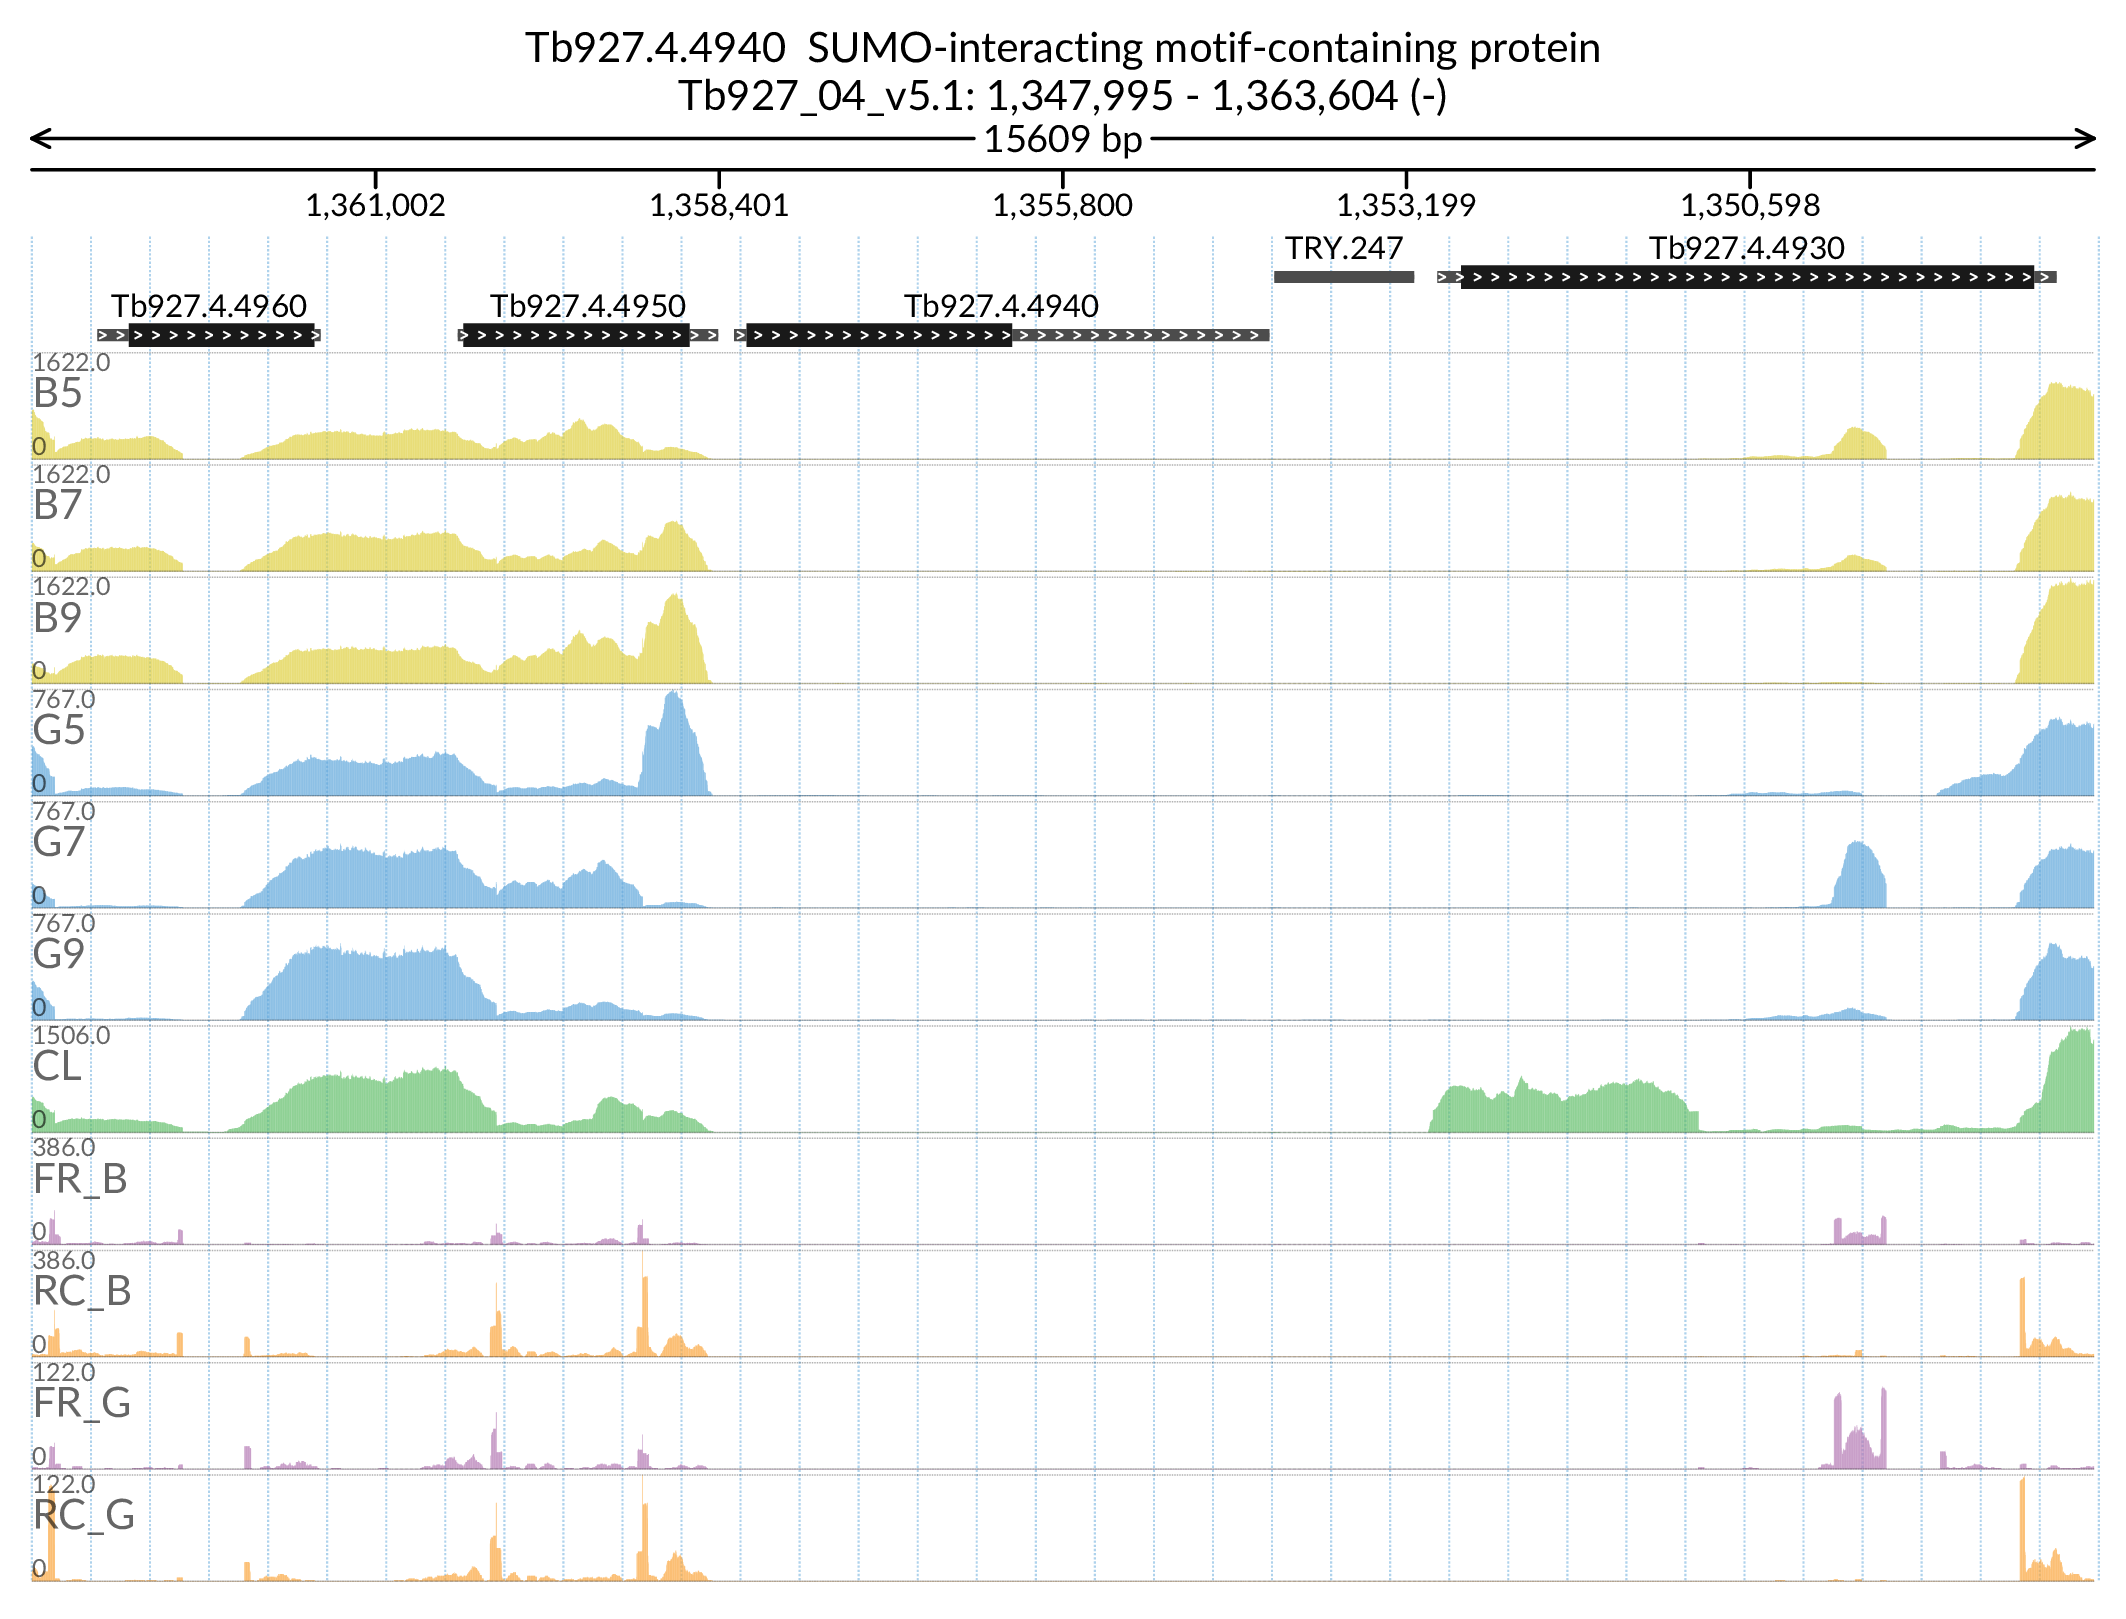 Tb927.4.4940  SUMO-interacting motif-containing protein
Tb927_04_v5.1: 1,347,995 - 1,363,604 (-)
15609 bp
1,361,002 1,358,401 1,355,800 1,353,199 1,350,598
TRY.247 Tb927.4.4930
Tb927.4.4960 Tb927.4.4950 Tb927.4.4940
1622.0
B5
0
1622.0
B7
0
1622.0
B9
0
767.0
G5
0
767.0
G7
0
767.0
G9
0
1506.0
CL
0
386.0
FR_B
0
386.0
RC_B
0
122.0
FR_G
0
122.0
RC_G
0